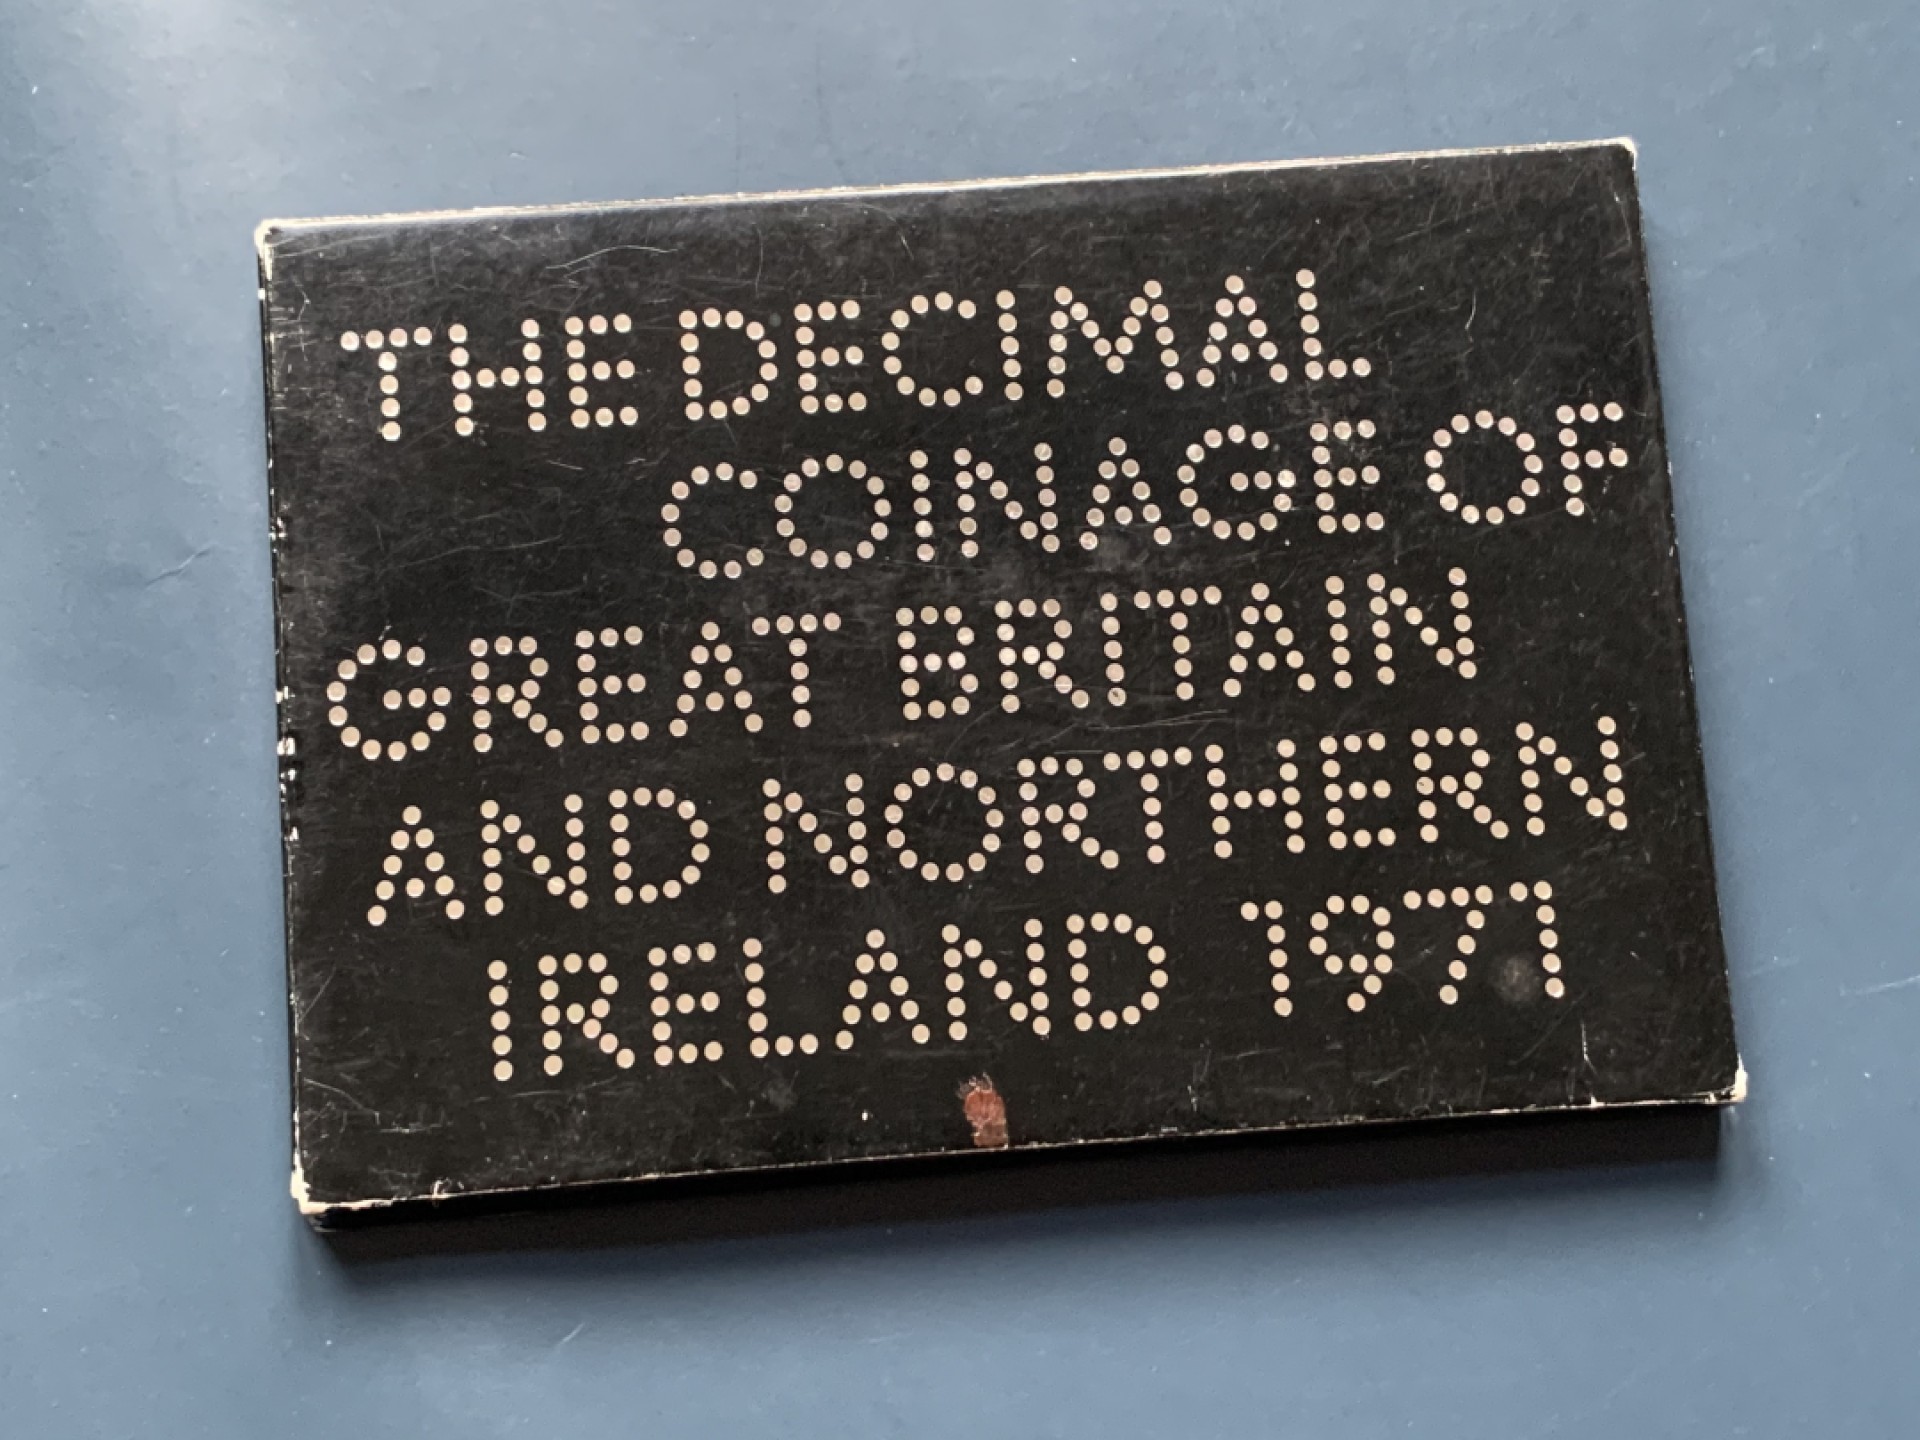 THE DECIMAL
COINAGE OF
GREAT BRITAIN
AND NORTHERN
IRELAND 1971